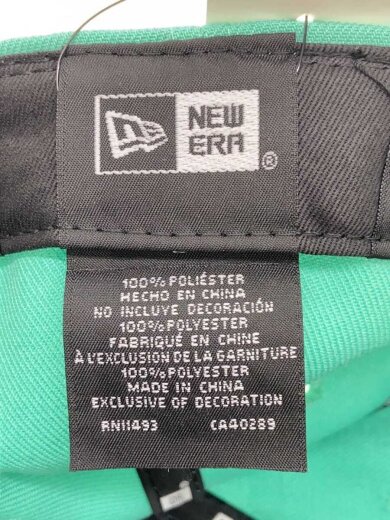 NEW
ERA
®
100% POLIÉSTER
HECHO EN CHINA
NO INCLUYE DECORACIÓN
100% POLYESTER
FABRIQUÉ EN CHINE
À L'EXCLUSION DE LA GARNITURE
100% POLYESTER
MADE IN CHINA
EXCLUSIVE OF DECORATION
RN11493 CA40289